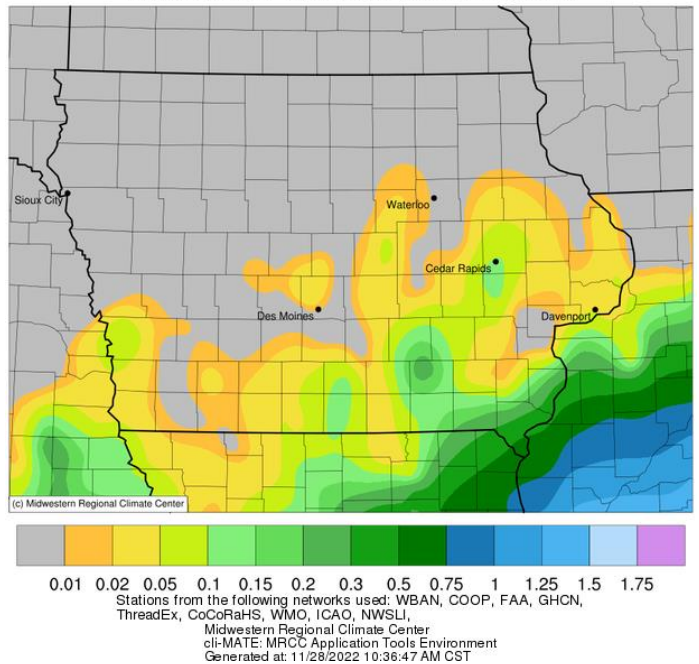 Sioux City
Waterloo
Cedar Rapids
Des Moines
Davenport
(c) Midwestern Regional Climate Center
0.01 0.02 0.05 0.1 0.15 0.2 0.3 0.5 0.75 1 1.25 1.5 1.75
Stations from the following networks used: WBAN, COOP, FAA, GHCN,
ThreadEx, CoCoRaHS, WMO, ICAO, NWSLI,
Midwestern Regional Climate Center
cli-MATE: MRCC Application Tools Environment
Generated at: 11/28/2022 10:36:47 AM CST